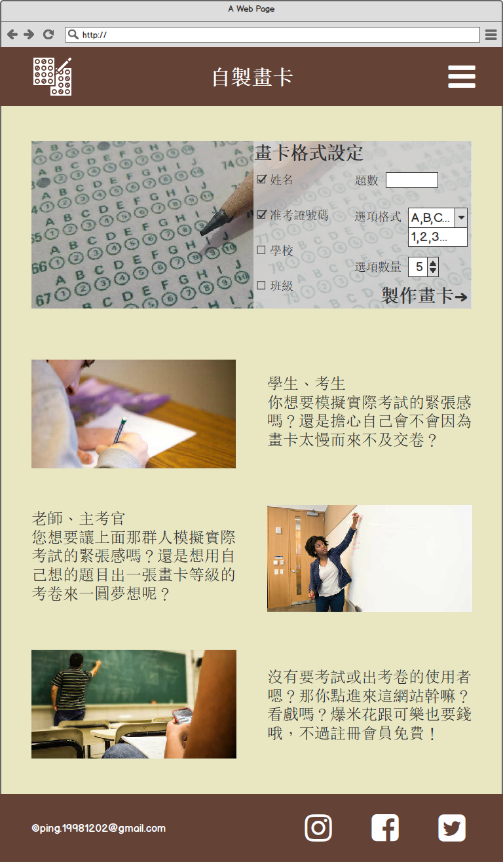 A Web Page
http://
自製畫卡
畫卡格式設定
姓名
題數
准考證號碼
選項格式
A,B,C...
1,2,3...
學校
選項數量
5
班級
製作畫卡
學生、考生
你想要模擬實際考試的緊張感
嗎？還是擔心自己會不會因為
畫卡太慢而來不及交卷？
老師、主考官
您想要讓上面那群人模擬實際
考試的緊張感嗎？還是想用自
己想的題目出一張畫卡等級的
考卷來一圓夢想呢？
沒有要考試或出考卷的使用者
嗯？那你點進來這網站幹嘛？
看戲嗎？爆米花跟可樂也要錢
哦，不過註冊會員免費！
©ping.19981202@gmail.com